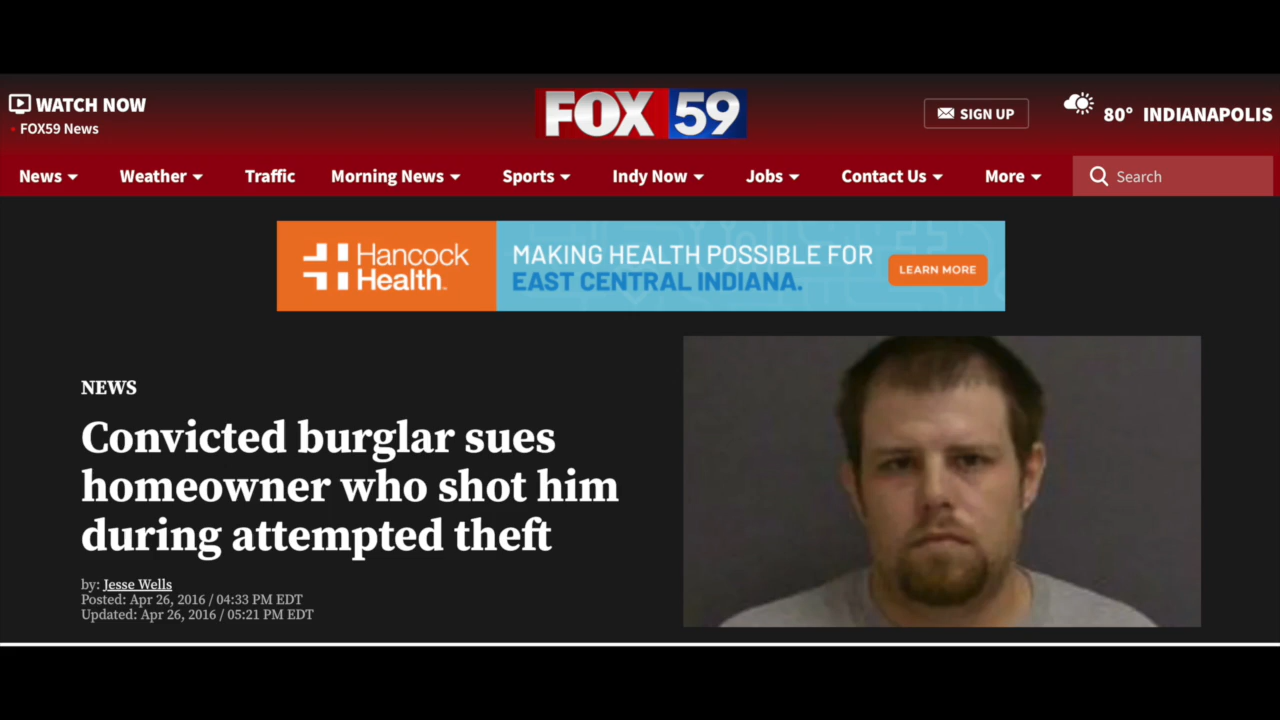 WATCH NOW
FOX59 News
FOX 59
SIGN UP
80° INDIANAPOLIS
News
Weather
Traffic
Morning News
Sports
Indy Now
Jobs
Contact Us
More
Search
Hancock
Health
MAKING HEALTH POSSIBLE FOR
EAST CENTRAL INDIANA.
LEARN MORE
NEWS
Convicted burglar sues
homeowner who shot him
during attempted theft
by: Jesse Wells
Posted: Apr 26, 2016 / 04:33 PM EDT
Updated: Apr 26, 2016 / 05:21 PM EDT